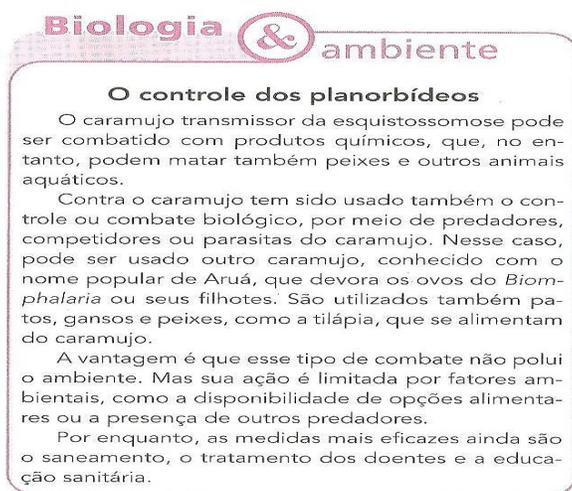 Biologia & ambiente
O controle dos planorbídeos
O caramujo transmissor da esquistossomose pode
ser combatido com produtos químicos, que, no en-
tanto, podem matar também peixes e outros animais
aquáticos.
Contra o caramujo tem sido usado também o con-
trole ou combate biológico, por meio de predadores,
competidores ou parasitas do caramujo. Nesse caso,
pode ser usado outro caramujo, conhecido com o
nome popular de Aruá, que devora os ovos do Biom-
phalaria ou seus filhotes. São utilizados também pa-
tos, gansos e peixes, como a tilápia, que se alimentam
do caramujo.
A vantagem é que esse tipo de combate não polui
o ambiente. Mas sua ação é limitada por fatores am-
bientais, como a disponibilidade de opções alimenta-
res ou a presença de outros predadores.
Por enquanto, as medidas mais eficazes ainda são
o saneamento, o tratamento dos doentes e a educa-
ção sanitária.